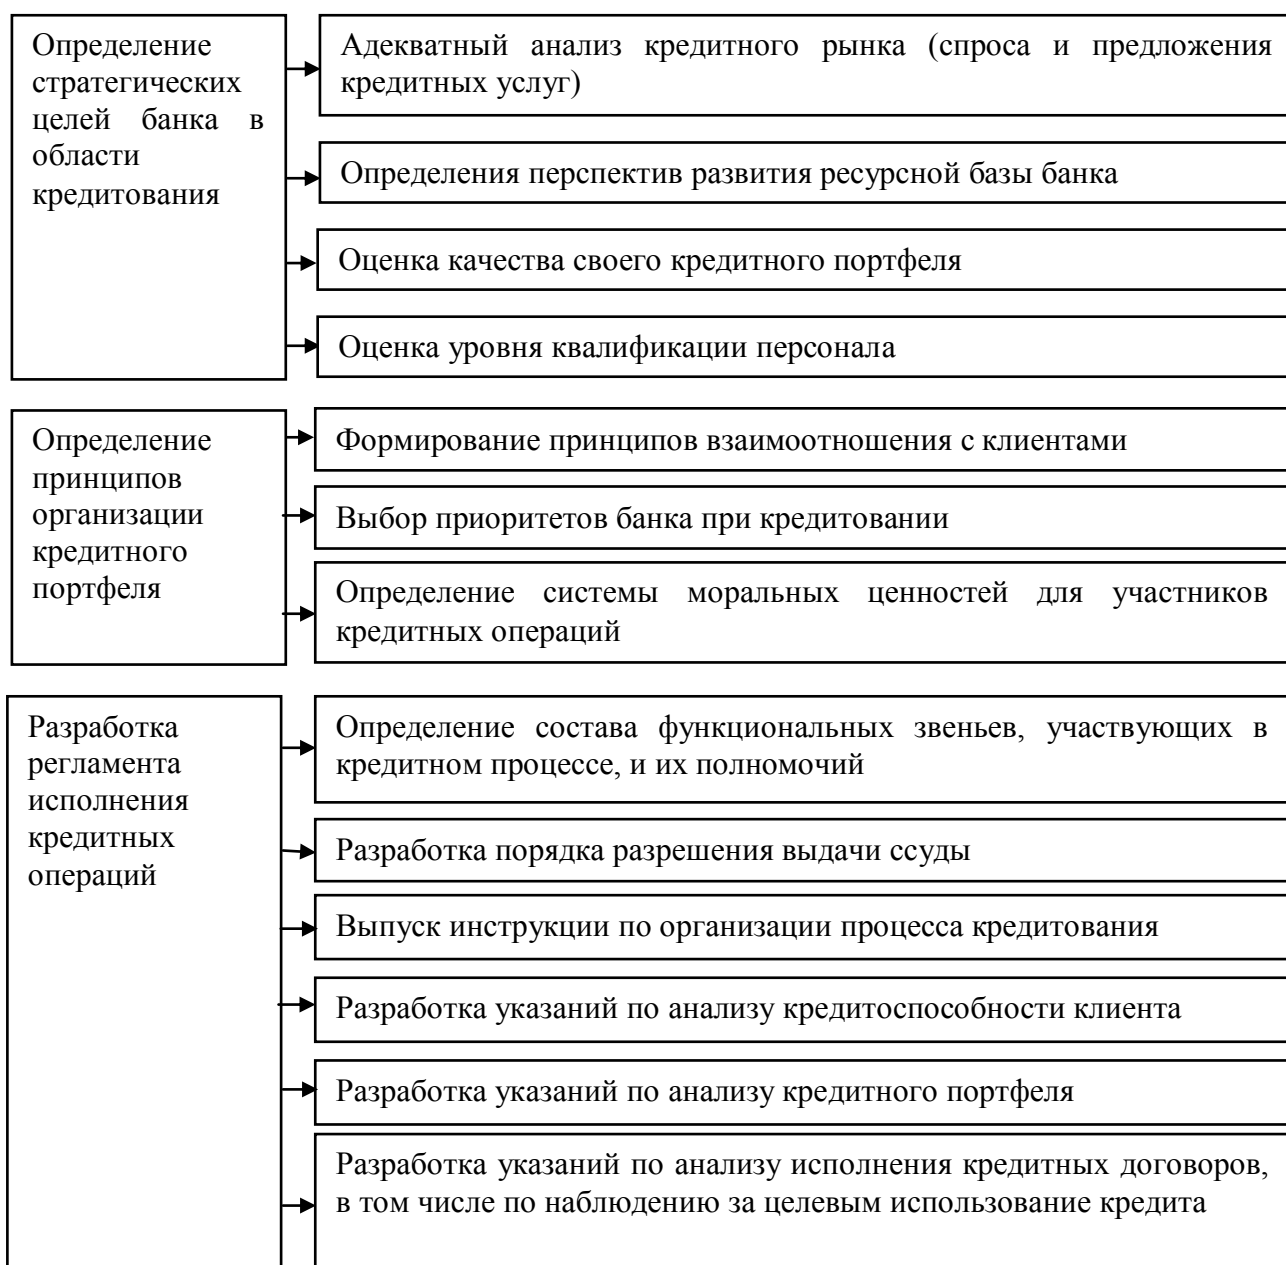 Определение
стратегических
целей банка в
области
кредитования
Адекватный анализ кредитного рынка (спроса и предложения
кредитных услуг)
Определения перспектив развития ресурсной базы банка
Оценка качества своего кредитного портфеля
Оценка уровня квалификации персонала
Определение
принципов
организации
кредитного
портфеля
Формирование принципов взаимоотношения с клиентами
Выбор приоритетов банка при кредитовании
Определение системы моральных ценностей для участников
кредитных операций
Разработка
регламента
исполнения
кредитных
операций
Определение состава функциональных звеньев, участвующих в
кредитном процессе, и их полномочий
Разработка порядка разрешения выдачи ссуды
Выпуск инструкции по организации процесса кредитования
Разработка указаний по анализу кредитоспособности клиента
Разработка указаний по анализу кредитного портфеля
Разработка указаний по анализу исполнения кредитных договоров,
в том числе по наблюдению за целевым использование кредита